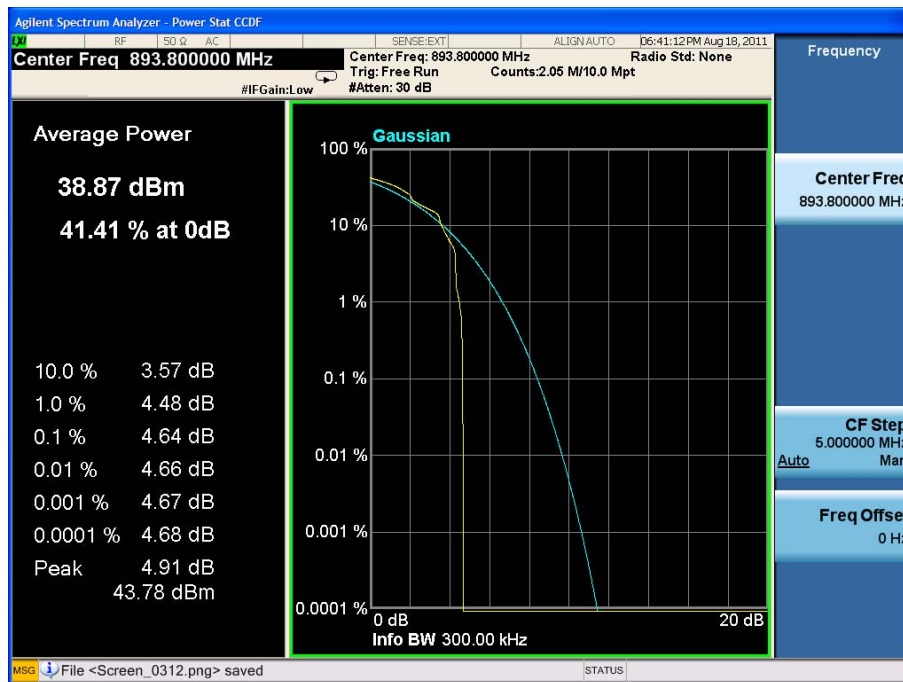 Agilent Spectrum Analyzer - Power Stat CCDF
LXI RF 50 Ω AC SENSE:EXT ALIGN AUTO 06:41:12 PM Aug 18, 2011
Center Freq 893.800000 MHz
Center Freq: 893.800000 MHz Radio Std: None
Trig: Free Run Counts:2.05 M/10.0 Mpt
#IFGain:Low #Atten: 30 dB
Frequency
Average Power
38.87 dBm
41.41 % at 0dB
10.0 % 3.57 dB
1.0 % 4.48 dB
0.1 % 4.64 dB
0.01 % 4.66 dB
0.001 % 4.67 dB
0.0001 % 4.68 dB
Peak 4.91 dB
43.78 dBm
Gaussian
100 %
10 %
1 %
0.1 %
0.01 %
0.001 %
0.0001 %
0 dB 20 dB
Info BW 300.00 kHz
Center Freq
893.800000 MHz
CF Step
5.000000 MHz
Auto Man
Freq Offse
0 Hz
MSG File <Screen_0312.png> saved STATUS